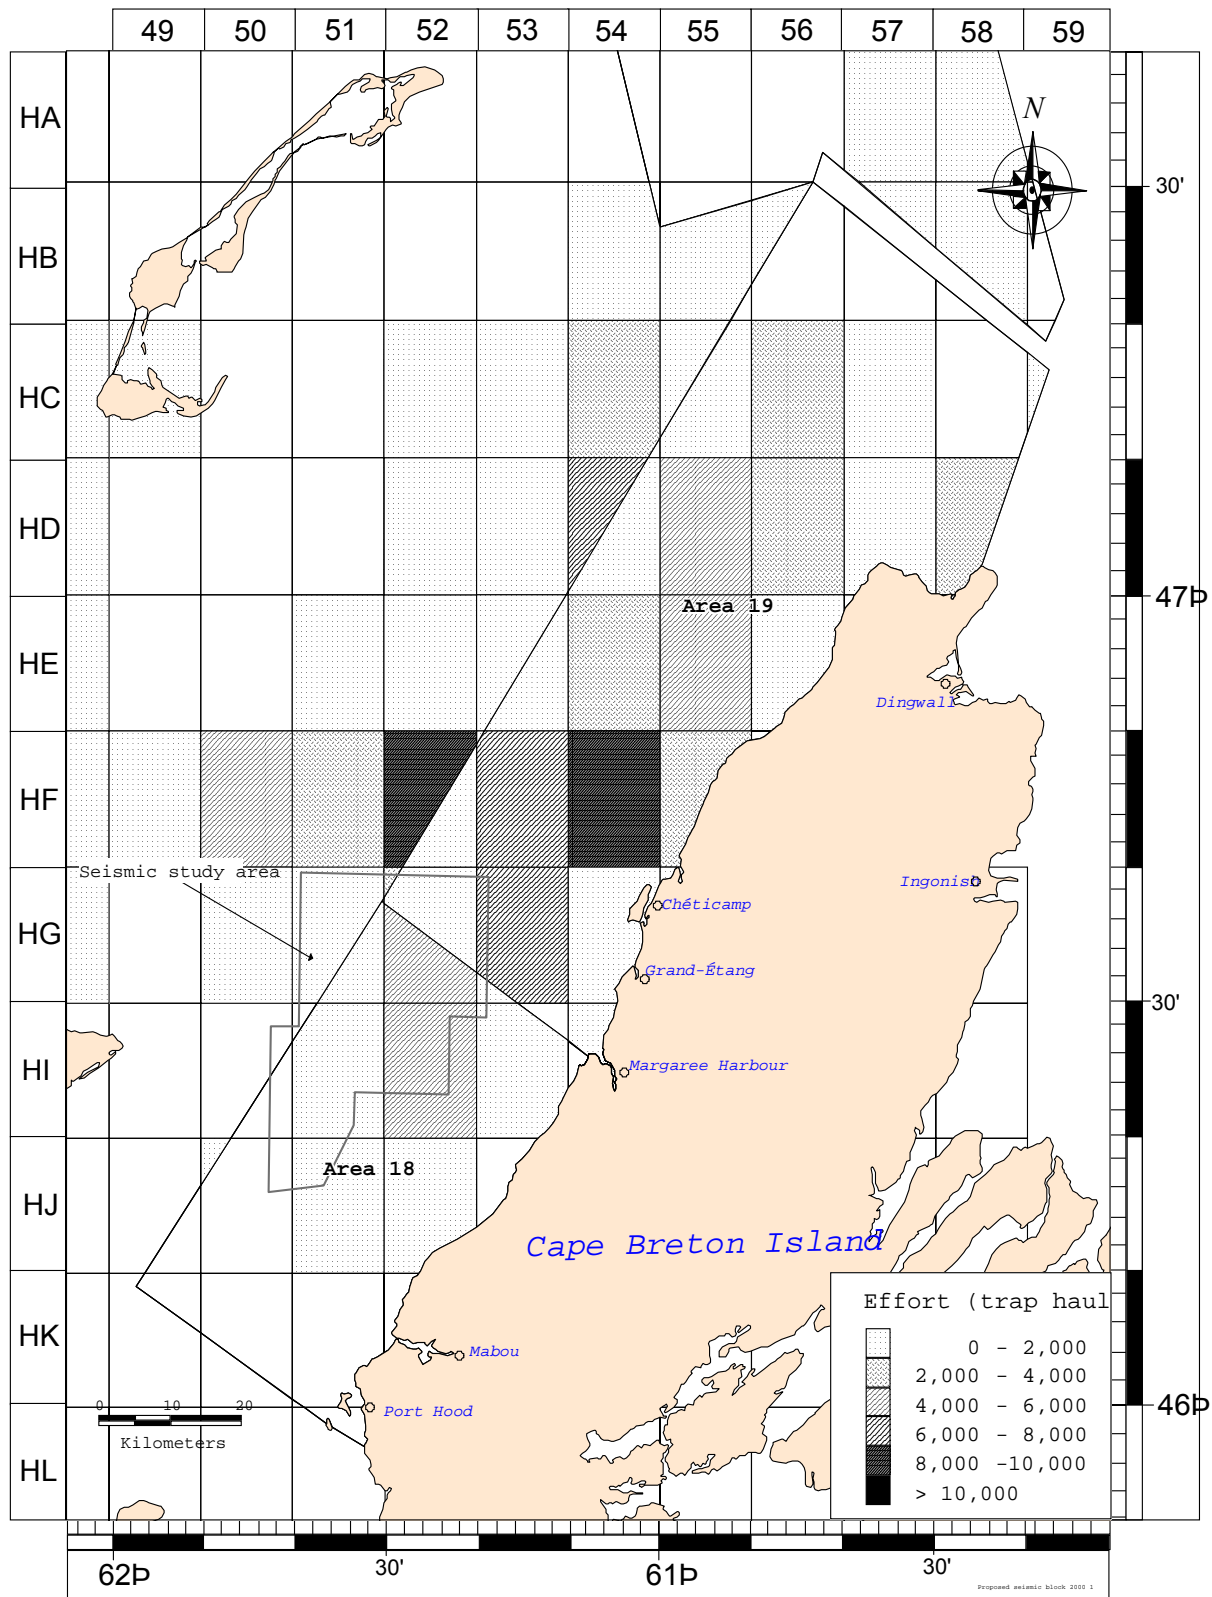 49 50 51 52 53 54 55 56 57 58 59
HA
N
30'
HB
HC
HD
47Þ
Area 19
HE
Dingwall
HF
Seismic study area
Ingonish
Chéticamp
HG
Grand-Étang
30'
HI
Margaree Harbour
Area 18
HJ
Cape Breton Island
Effort (trap haul
HK
Mabou
0 - 2,000
2,000 - 4,000
4,000 - 6,000
6,000 - 8,000
8,000 -10,000
> 10,000
46Þ
0 10 20
Port Hood
Kilometers
HL
62Þ 30' 61Þ 30'
Proposed seismic block 2000 1